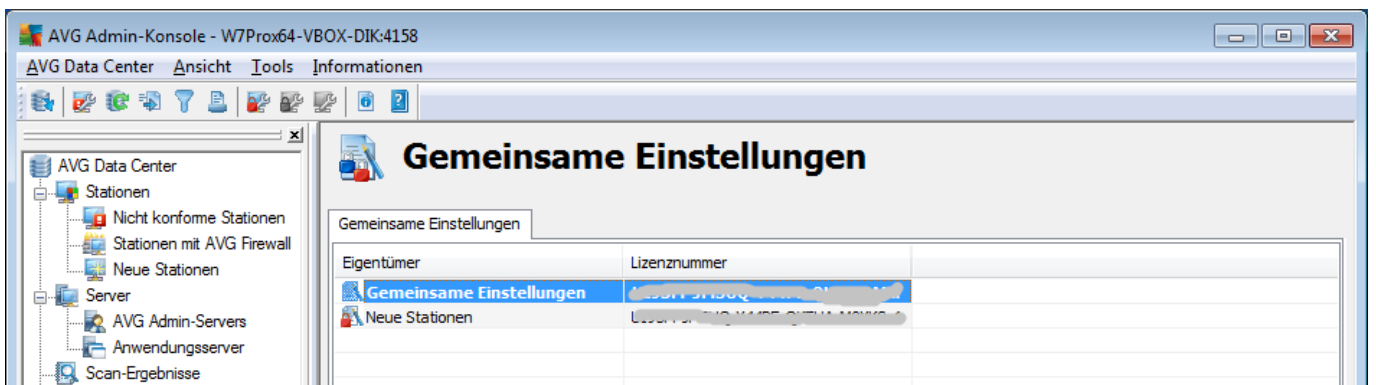 AVG Admin-Konsole - W7Prox64-VBOX-DIK:4158
AVG Data Center Ansicht Tools Informationen
AVG Data Center
Stationen
Nicht konforme Stationen
Stationen mit AVG Firewall
Neue Stationen
Server
AVG Admin-Servers
Anwendungsserver
Scan-Ergebnisse
Gemeinsame Einstellungen
Gemeinsame Einstellungen
Eigentümer Lizenznummer
Gemeinsame Einstellungen
Neue Stationen